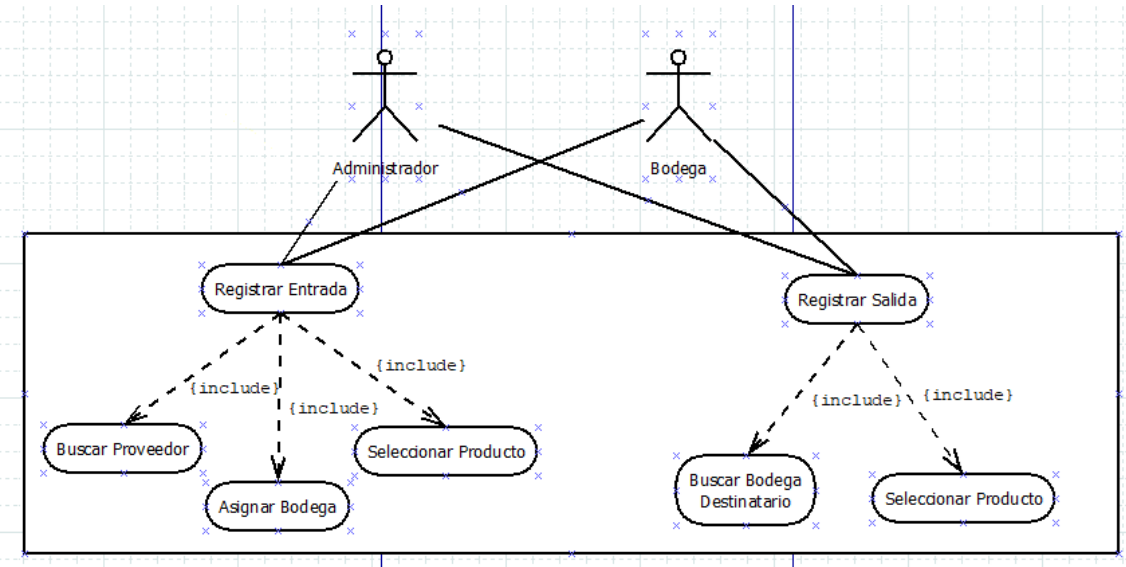 Administrador
Bodega
Registrar Entrada
Registrar Salida
{include}
{include}
{include}
{include}
{include}
Buscar Proveedor
Asignar Bodega
Seleccionar Producto
Buscar Bodega
Destinatario
Seleccionar Producto